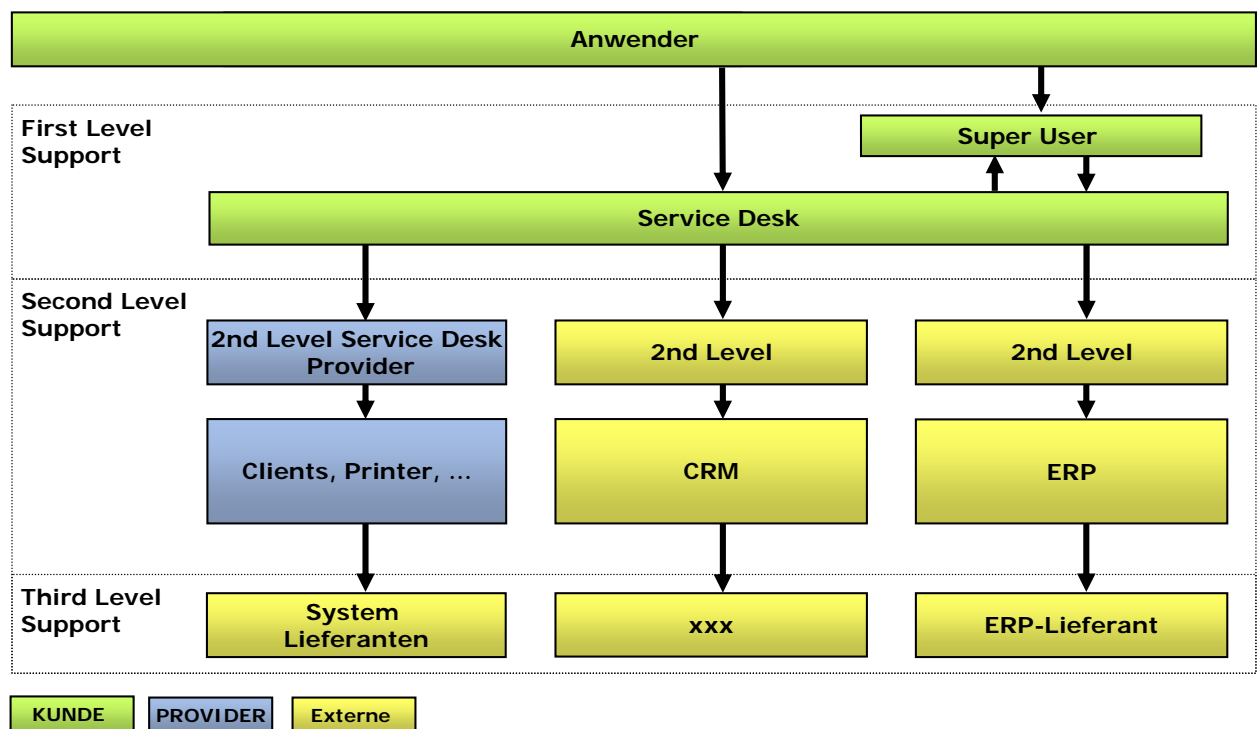 Anwender
First Level
Support
Super User
Service Desk
Second Level
Support
2nd Level Service Desk
Provider
2nd Level
2nd Level
Clients, Printer, ...
CRM
ERP
Third Level
Support
System
Lieferanten
xxx
ERP-Lieferant
KUNDE
PROVIDER
Externe